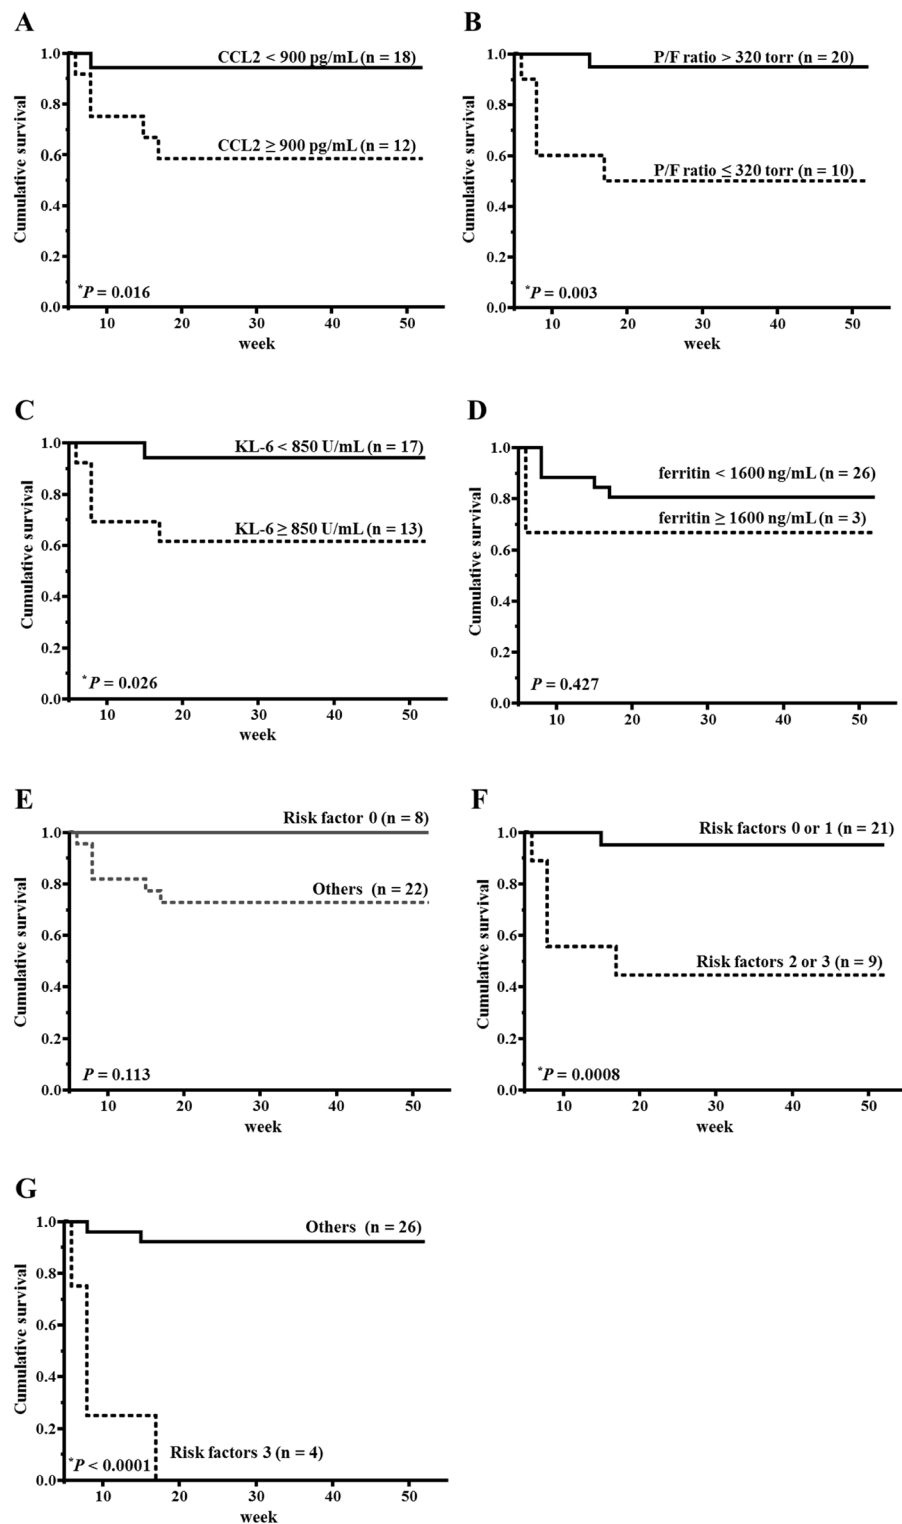 A
Cumulative survival
1.0
0.8
0.6
0.4
0.2
0.0
CCL2 < 900 pg/mL (n = 18)
CCL2 ≥ 900 pg/mL (n = 12)
*P = 0.016
10 20 30 40 50
week
B
Cumulative survival
1.0
0.8
0.6
0.4
0.2
0.0
P/F ratio > 320 torr (n = 20)
P/F ratio ≤ 320 torr (n = 10)
*P = 0.003
10 20 30 40 50
week
C
Cumulative survival
1.0
0.8
0.6
0.4
0.2
0.0
KL-6 < 850 U/mL (n = 17)
KL-6 ≥ 850 U/mL (n = 13)
*P = 0.026
10 20 30 40 50
week
D
Cumulative survival
1.0
0.8
0.6
0.4
0.2
0.0
ferritin < 1600 ng/mL (n = 26)
ferritin ≥ 1600 ng/mL (n = 3)
P = 0.427
10 20 30 40 50
week
E
Cumulative survival
1.0
0.8
0.6
0.4
0.2
0.0
Risk factor 0 (n = 8)
Others (n = 22)
P = 0.113
10 20 30 40 50
week
F
Cumulative survival
1.0
0.8
0.6
0.4
0.2
0.0
Risk factors 0 or 1 (n = 21)
Risk factors 2 or 3 (n = 9)
*P = 0.0008
10 20 30 40 50
week
G
Cumulative survival
1.0
0.8
0.6
0.4
0.2
0.0
Others (n = 26)
Risk factors 3 (n = 4)
*P < 0.0001
10 20 30 40 50
week